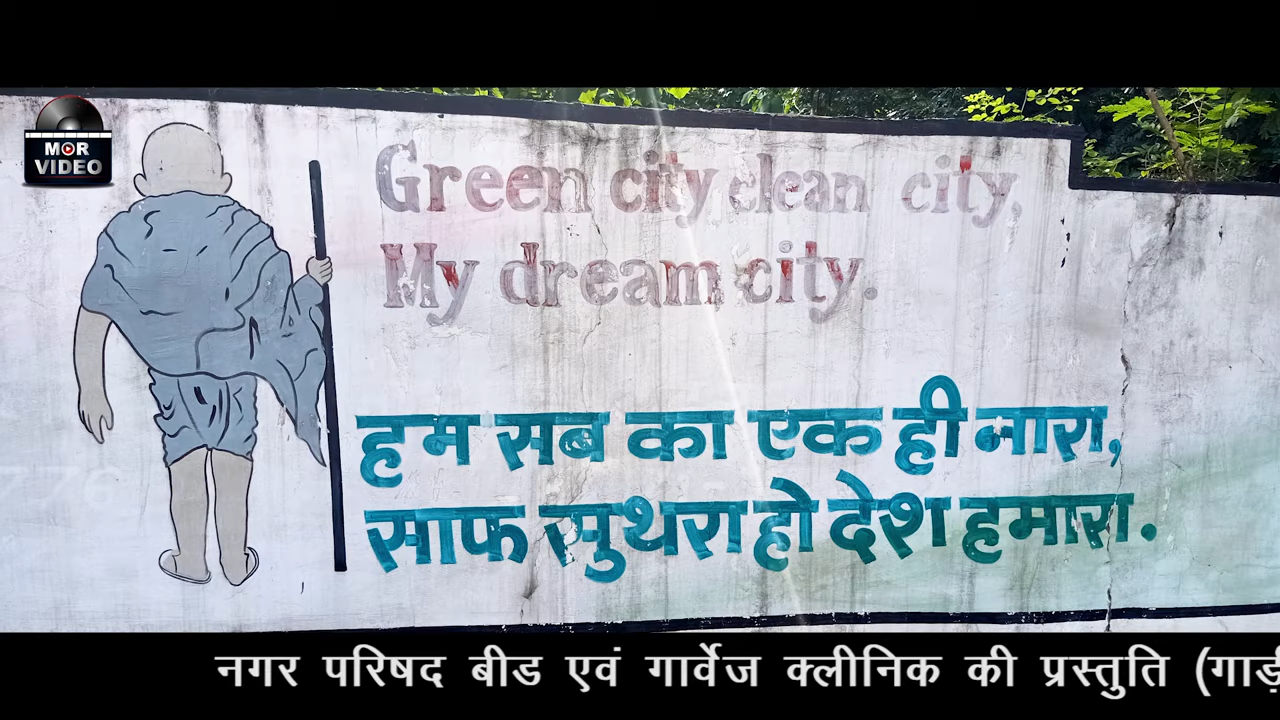 MOR
VIDEO
Green city clean city,
My dream city.
हम सब का एक ही नारा,
साफ सुथरा हो देश हमारा.
776
नगर परिषद बीड एवं गार्वेज क्लीनिक की प्रस्तुति (गाड़ी